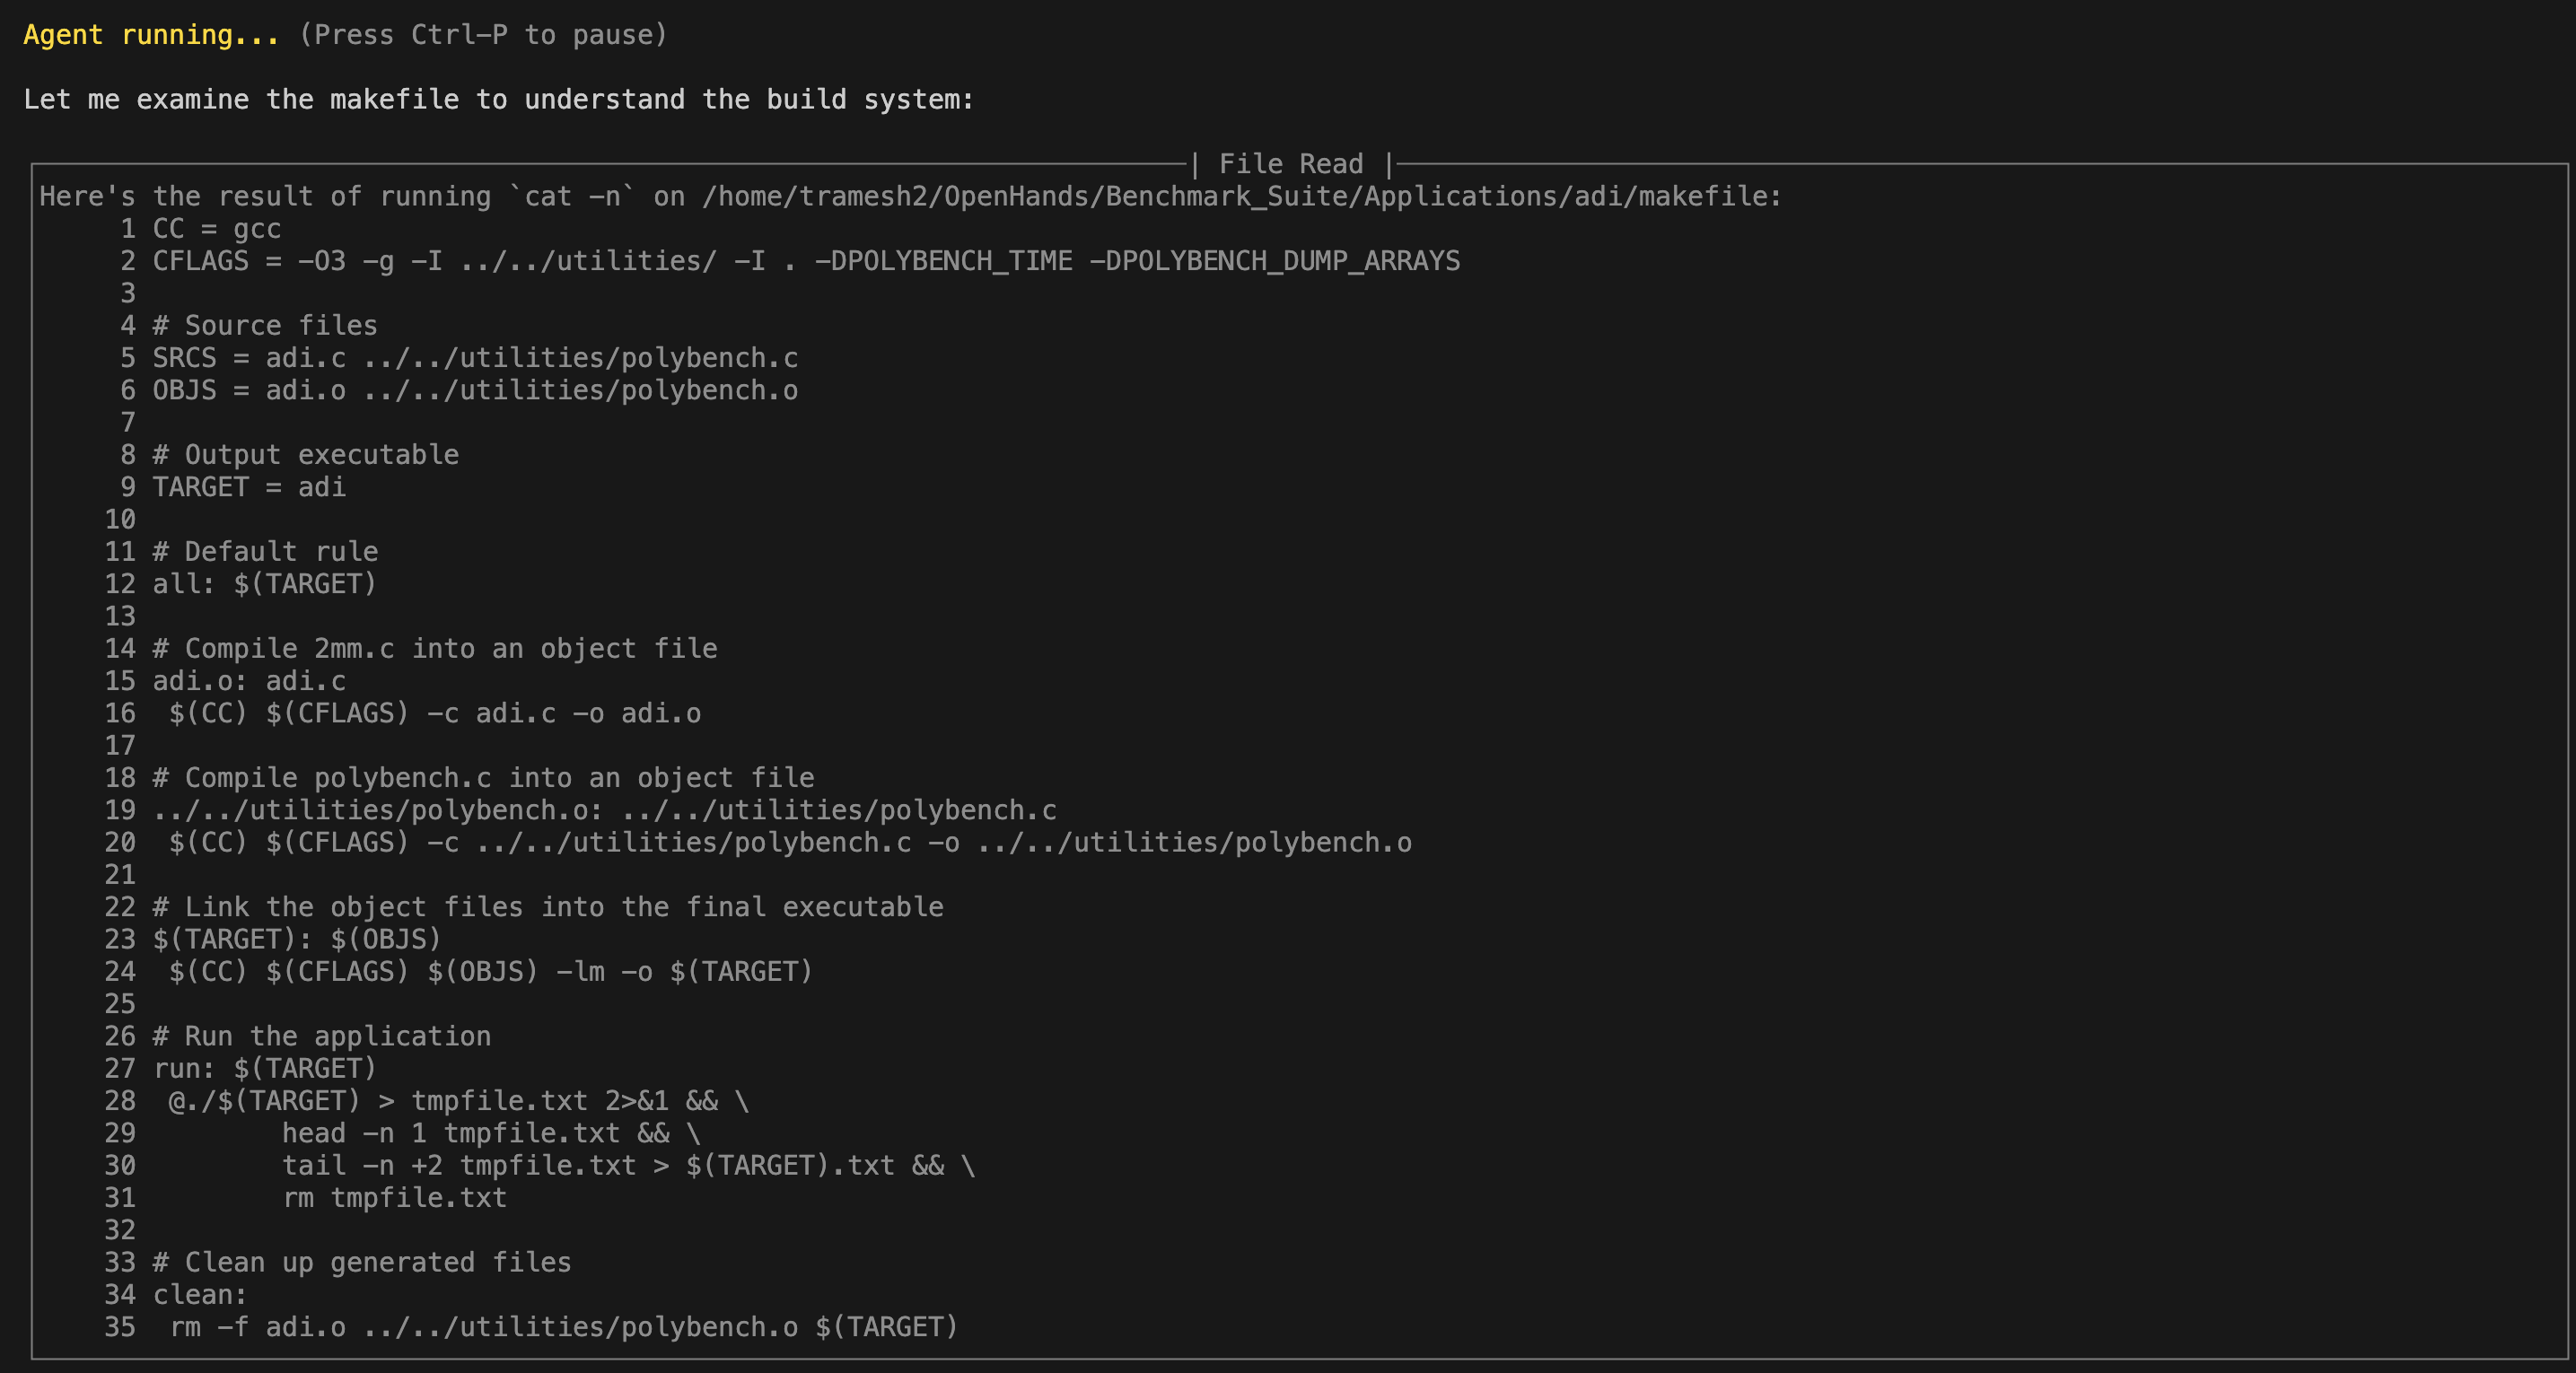 Agent running... (Press Ctrl-P to pause)
Let me examine the makefile to understand the build system:
| File Read |
Here's the result of running `cat -n` on /home/tramesh2/OpenHands/Benchmark_Suite/Applications/adi/makefile:
1 CC = gcc
2 CFLAGS = -O3 -g -I ../../utilities/ -I . -DPOLYBENCH_TIME -DPOLYBENCH_DUMP_ARRAYS
3
4 # Source files
5 SRCS = adi.c ../../utilities/polybench.c
6 OBJS = adi.o ../../utilities/polybench.o
7
8 # Output executable
9 TARGET = adi
10
11 # Default rule
12 all: $(TARGET)
13
14 # Compile 2mm.c into an object file
15 adi.o: adi.c
16  $(CC) $(CFLAGS) -c adi.c -o adi.o
17
18 # Compile polybench.c into an object file
19 ../../utilities/polybench.o: ../../utilities/polybench.c
20  $(CC) $(CFLAGS) -c ../../utilities/polybench.c -o ../../utilities/polybench.o
21
22 # Link the object files into the final executable
23 $(TARGET): $(OBJS)
24  $(CC) $(CFLAGS) $(OBJS) -lm -o $(TARGET)
25
26 # Run the application
27 run: $(TARGET)
28  @./$(TARGET) > tmpfile.txt 2>&1 && \
29         head -n 1 tmpfile.txt && \
30         tail -n +2 tmpfile.txt > $(TARGET).txt && \
31         rm tmpfile.txt
32
33 # Clean up generated files
34 clean:
35  rm -f adi.o ../../utilities/polybench.o $(TARGET)